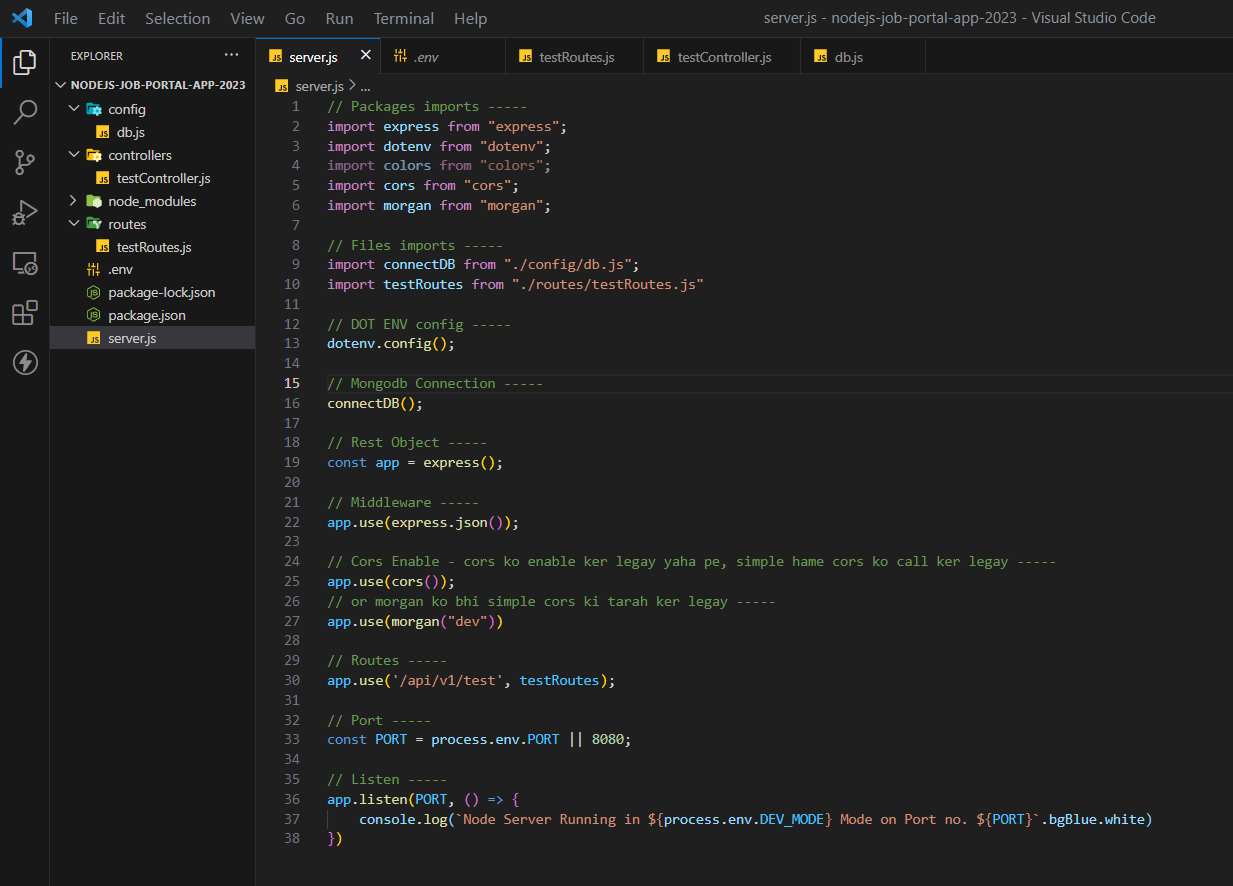 File Edit Selection View Go Run Terminal Help
server.js - nodejs-job-portal-app-2023 - Visual Studio Code
EXPLORER
NODEJS-JOB-PORTAL-APP-2023
config
db.js
controllers
testController.js
node_modules
routes
testRoutes.js
.env
package-lock.json
package.json
server.js
server.js .env testRoutes.js testController.js db.js
server.js > ...
1 // Packages imports -----
2 import express from "express";
3 import dotenv from "dotenv";
4 import colors from "colors";
5 import cors from "cors";
6 import morgan from "morgan";
7
8 // Files imports -----
9 import connectDB from "./config/db.js";
10 import testRoutes from "./routes/testRoutes.js"
11
12 // DOT ENV config -----
13 dotenv.config();
14
15 // Mongodb Connection -----
16 connectDB();
17
18 // Rest Object -----
19 const app = express();
20
21 // Middleware -----
22 app.use(express.json());
23
24 // Cors Enable - cors ko enable ker legay yaha pe, simple hame cors ko call ker legay -----
25 app.use(cors());
26 // or morgan ko bhi simple cors ki tarah ker legay -----
27 app.use(morgan("dev"))
28
29 // Routes -----
30 app.use('/api/v1/test', testRoutes);
31
32 // Port -----
33 const PORT = process.env.PORT || 8080;
34
35 // Listen -----
36 app.listen(PORT, () => {
37     console.log(`Node Server Running in ${process.env.DEV_MODE} Mode on Port no. ${PORT}`.bgBlue.white)
38 })